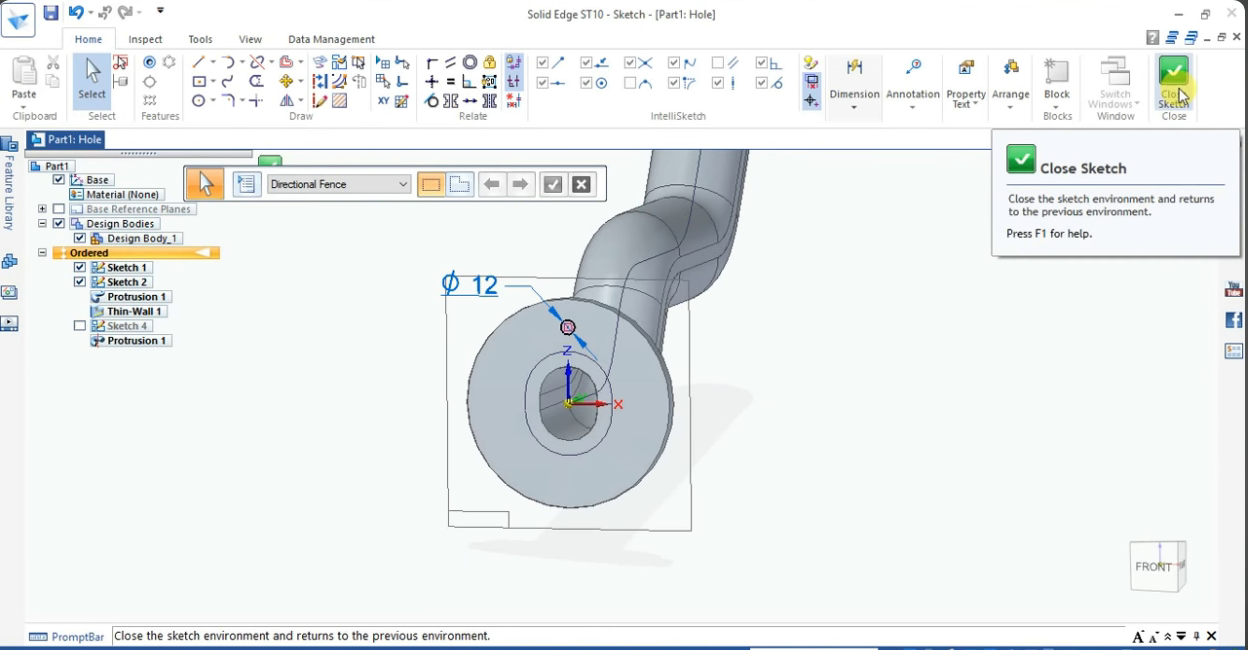 Solid Edge ST10 - Sketch - [Part1: Hole]
Home
Inspect
Tools
View
Data Management
Paste
Clipboard
Select
Select
Features
Draw
XY
Relate
IntelliSketch
Dimension
Annotation
Property
Text
Arrange
Block
Blocks
Switch
Windows
Window
Close
Sketch
Close
Close Sketch
Close the sketch environment and returns
to the previous environment.
Press F1 for help.
Part1: Hole
Feature Library
Part1
Base
Material (None)
Base Reference Planes
Design Bodies
Design Body_1
Ordered
Sketch 1
Sketch 2
Protrusion 1
Thin-Wall 1
Sketch 4
Protrusion 1
Directional Fence
Ø 12
Z
X
FRONT
You
Tube
PromptBar
Close the sketch environment and returns to the previous environment.